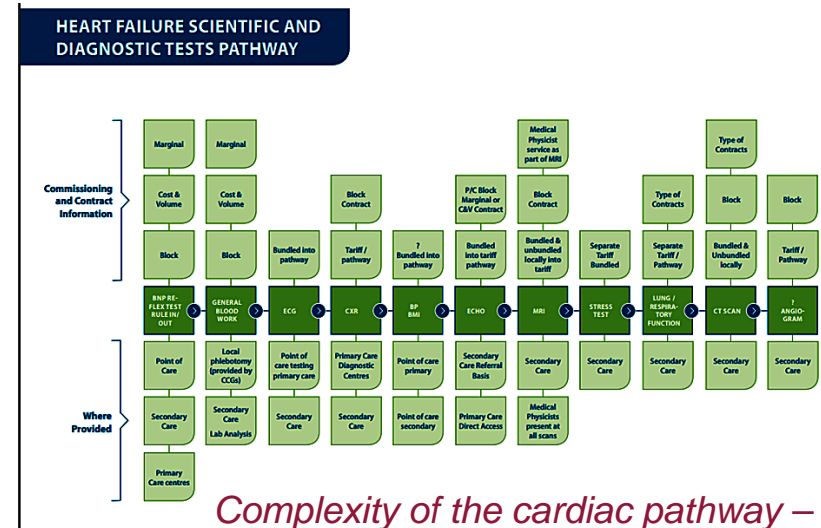 HEART FAILURE SCIENTIFIC AND
DIAGNOSTIC TESTS PATHWAY
Commissioning
and Contract
Information
Marginal
Cost &
Volume
Block
Marginal
Cost &
Volume
Block
Bundled into
pathway
Block
Contract
Tariff /
pathway
?
Bundled into
pathway
P/C Block
Marginal or
C&V Contract
Bundled
into tariff
pathway
Medical
Physicist
service as
part of MRI
Block
Contract
Bundled &
unbundled
locally into
tariff
Separate
Tariff
Bundled
Type of
Contracts
Separate
Tariff /
Pathway
Type of
Contracts
Block
Bundled &
Unbundled
locally
Block
Tariff /
Pathway
BNP RE-
FLEX TEST
RULE IN/
OUT
GENERAL
BLOOD
WORK
ECG
CXR
BP
BMI
ECHO
MRI
STRESS
TEST
LUNG /
RESPIRA-
TORY
FUNCTION
CT SCAN
?
ANGIO-
GRAM
Where
Provided
Point of
Care
Secondary
Care
Primary
Care centres
Local
phlebotomy
(provided by
CCGs)
Secondary
Care
Lab Analysis
Point of
care testing
primary care
Secondary
Care
Primary Care
Diagnostic
Centres
Secondary
Care
Point of care
primary
Point of care
secondary
Secondary
Care Referral
Basis
Primary Care
Direct Access
Secondary
Care
Medical
Physicists
present at
all scans
Secondary
Care
Secondary
Care
Secondary
Care
Secondary
Care
Complexity of the cardiac pathway –